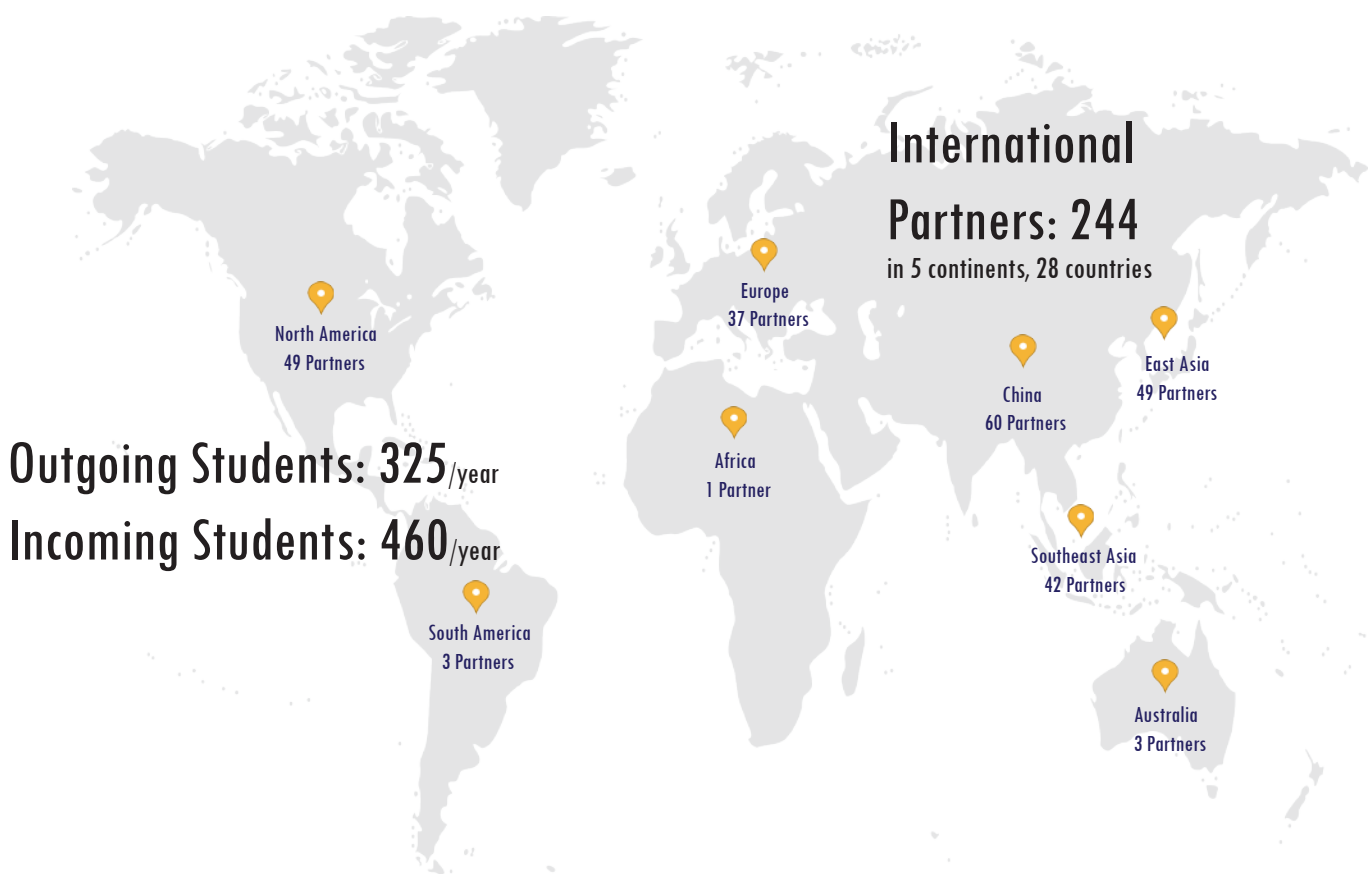 International
Partners: 244
in 5 continents, 28 countries
Europe
37 Partners
North America
49 Partners
East Asia
49 Partners
China
60 Partners
Outgoing Students: 325/year
Incoming Students: 460/year
Africa
1 Partner
Southeast Asia
42 Partners
South America
3 Partners
Australia
3 Partners